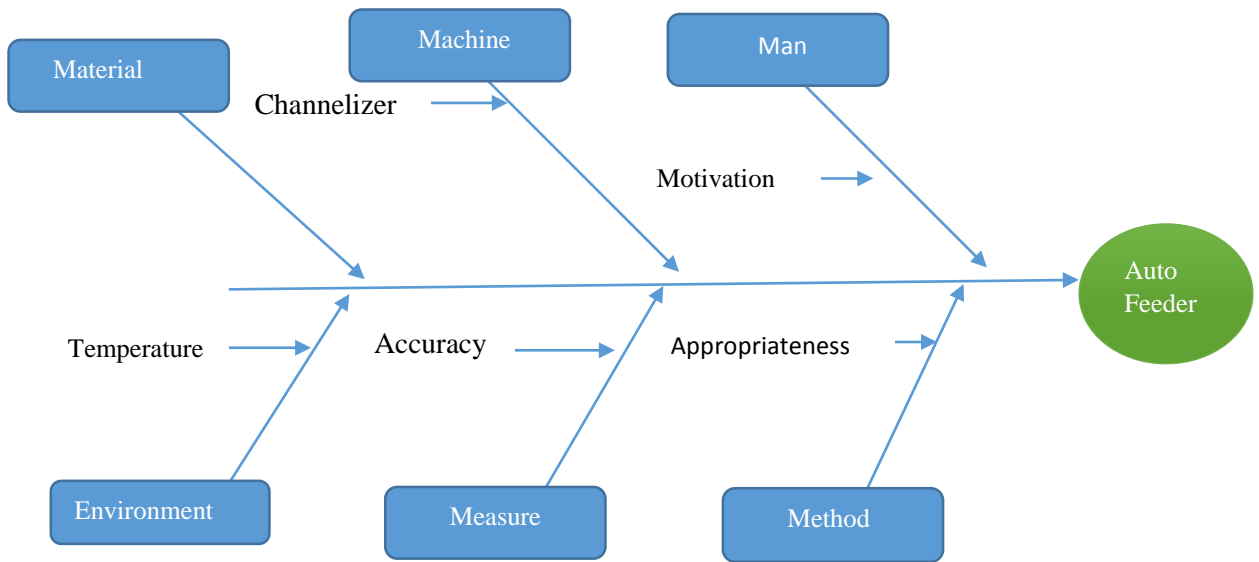 Machine
Man
Material
Channelizer
Motivation
Auto
Feeder
Temperature
Accuracy
Appropriateness
Environment
Measure
Method